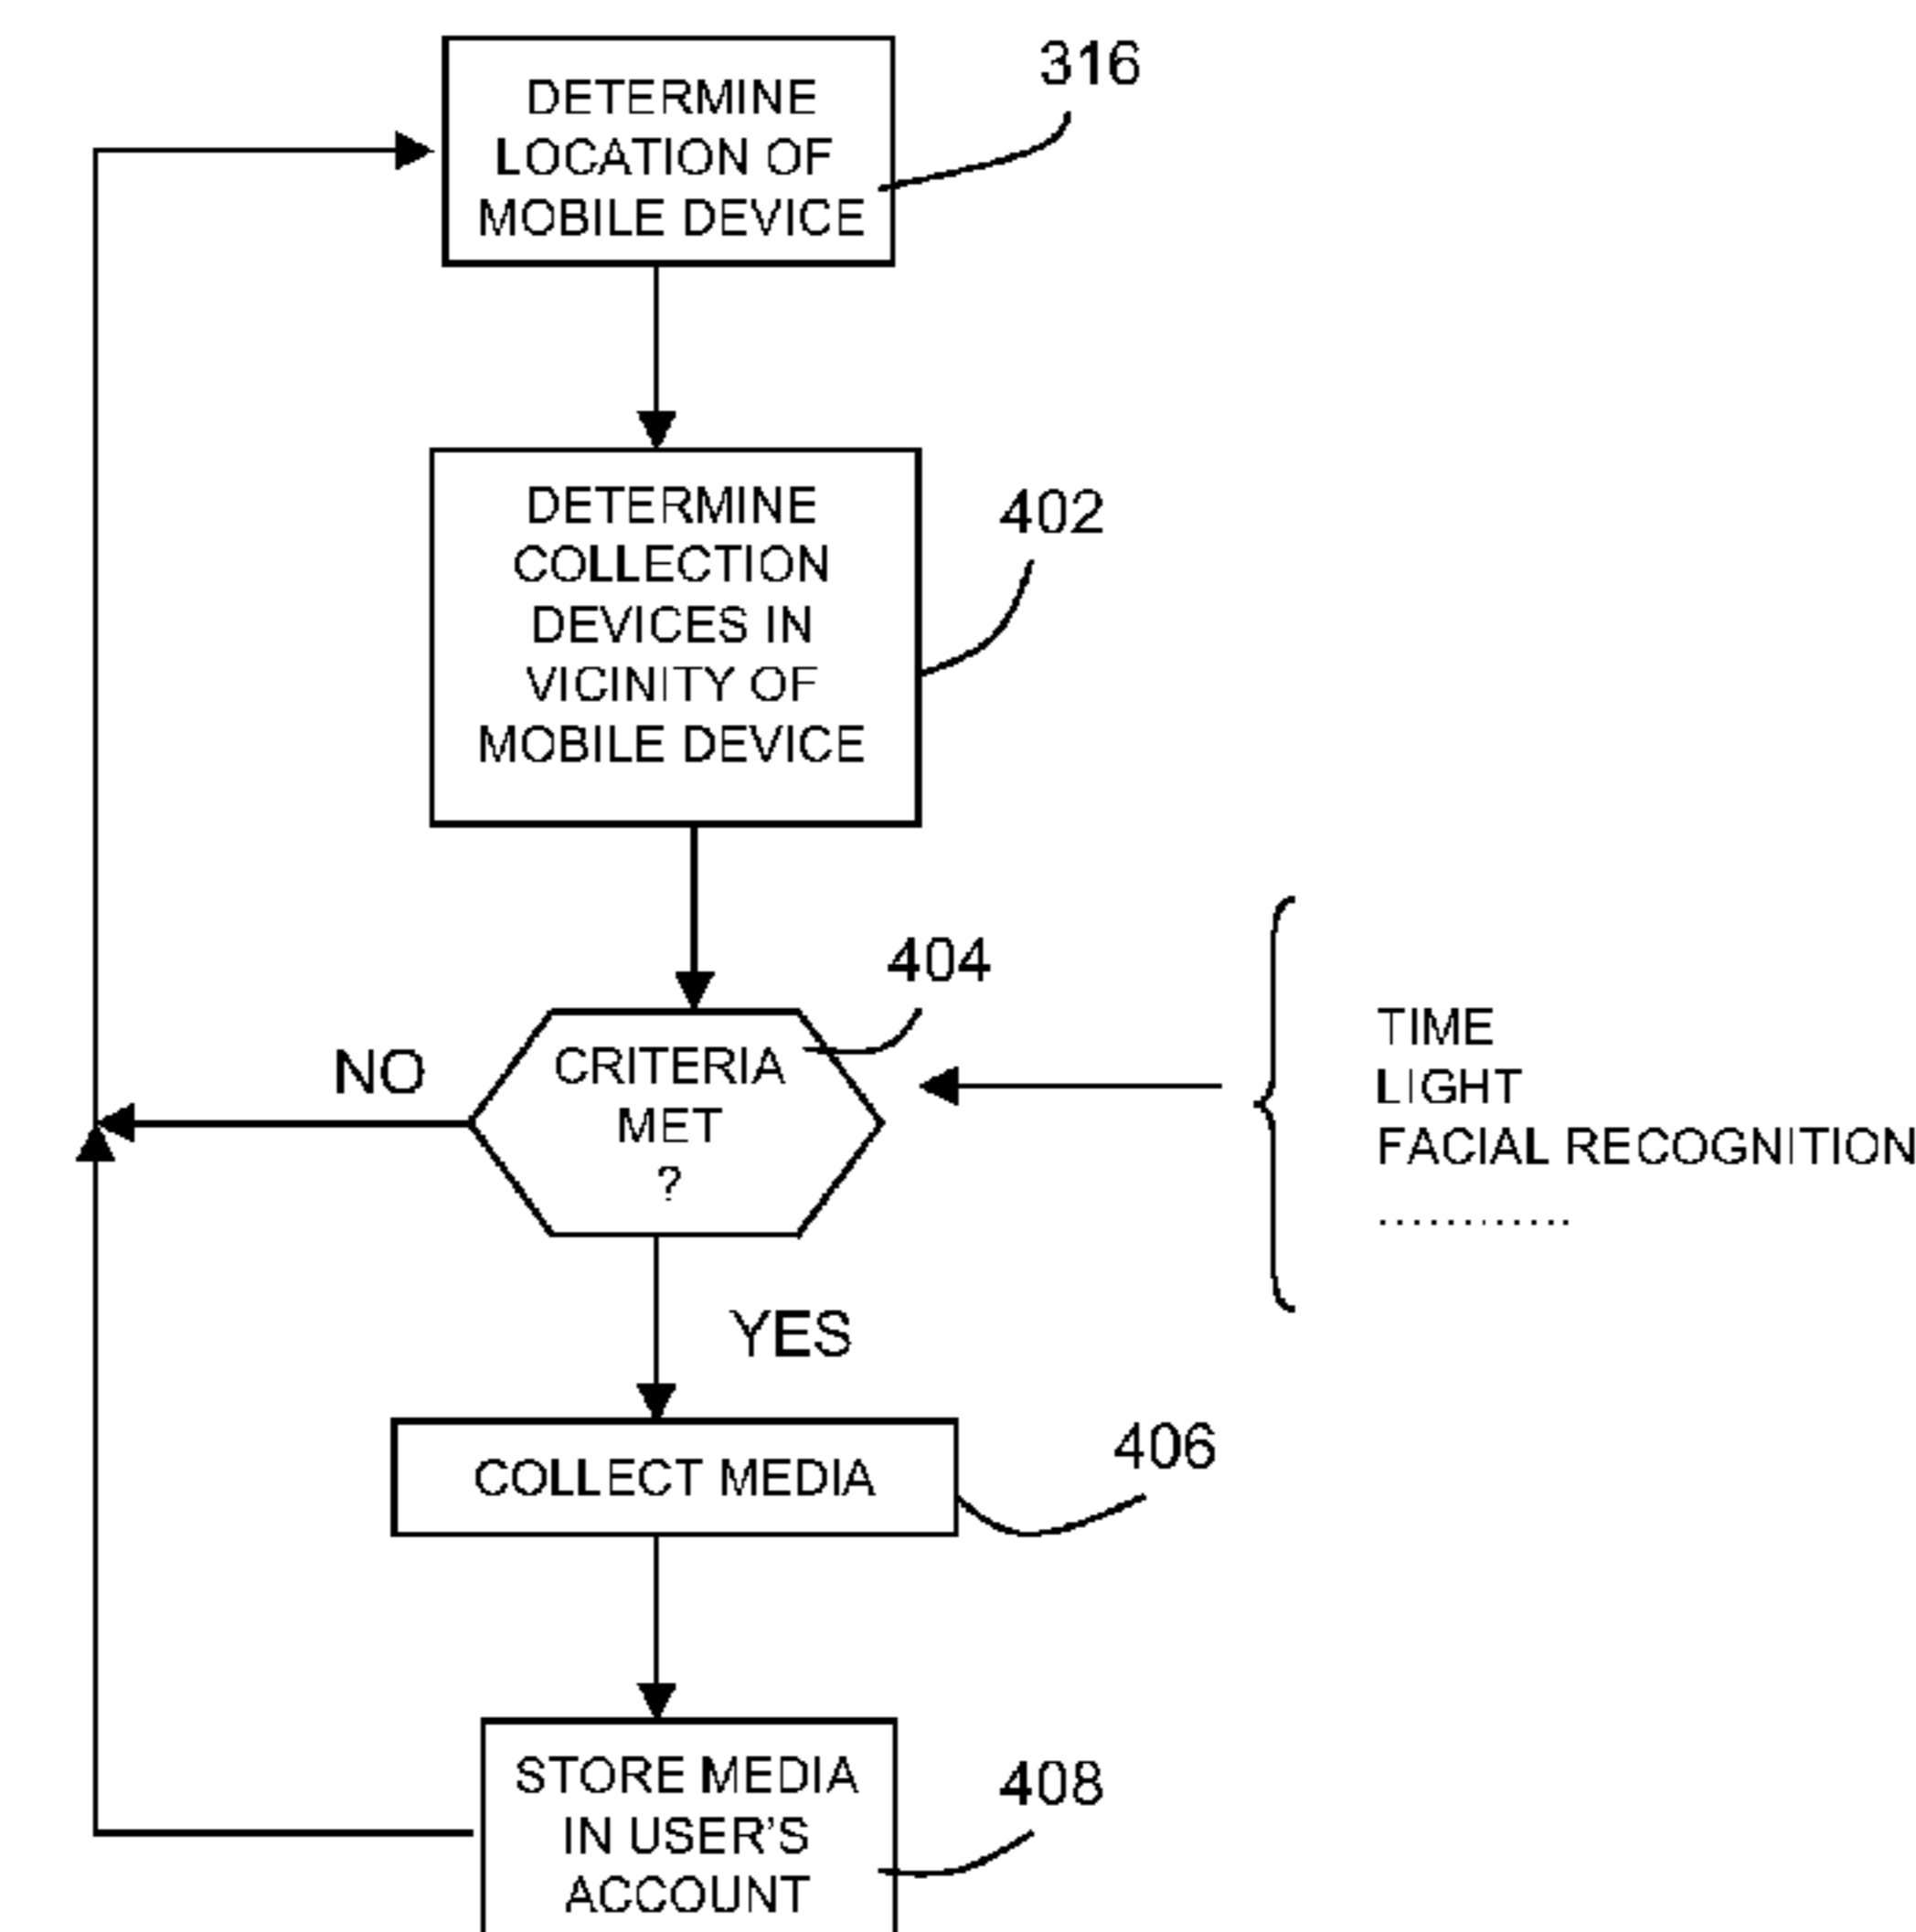 DETERMINE
LOCATION OF
MOBILE DEVICE
316
DETERMINE
COLLECTION
DEVICES IN
VICINITY OF
MOBILE DEVICE
402
404
CRITERIA
MET
?
NO
TIME
LIGHT
FACIAL RECOGNITION
............
YES
COLLECT MEDIA
406
STORE MEDIA
IN USER'S
ACCOUNT
408